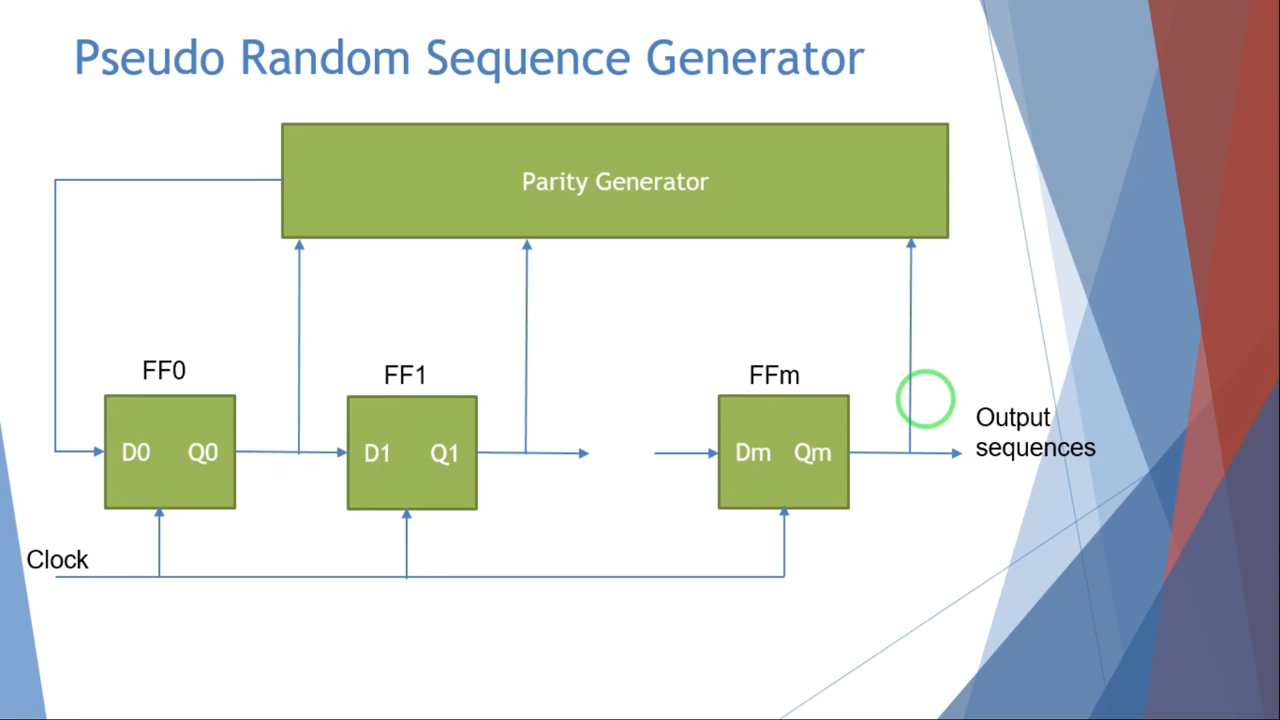 Pseudo Random Sequence Generator
Parity Generator
FF0
FF1
FFm
D0 Q0
D1 Q1
Dm Qm
Output
sequences
Clock